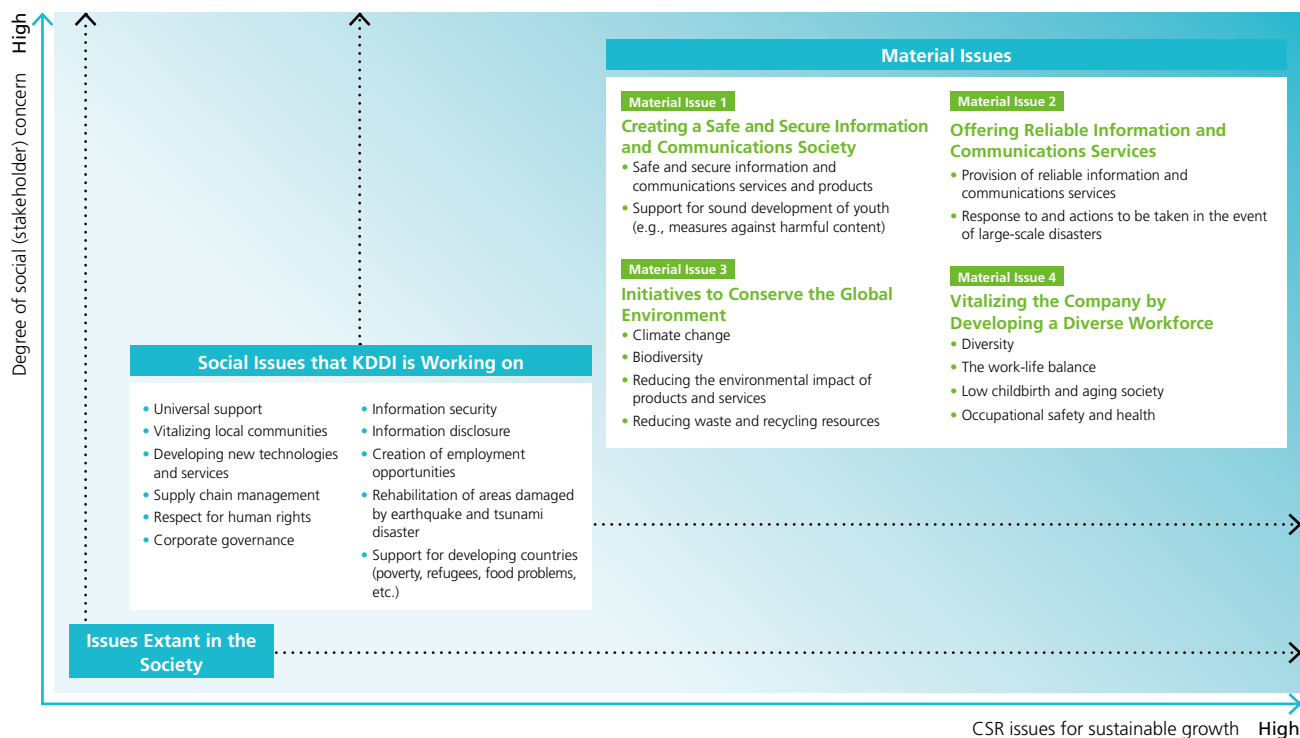 Degree of social (stakeholder) concern High
Material Issues
Material Issue 1
Creating a Safe and Secure Information
and Communications Society
• Safe and secure information and
communications services and products
• Support for sound development of youth
(e.g., measures against harmful content)
Material Issue 2
Offering Reliable Information and
Communications Services
• Provision of reliable information and
communications services
• Response to and actions to be taken in the event
of large-scale disasters
Material Issue 3
Initiatives to Conserve the Global
Environment
• Climate change
• Biodiversity
• Reducing the environmental impact of
products and services
• Reducing waste and recycling resources
Material Issue 4
Vitalizing the Company by
Developing a Diverse Workforce
• Diversity
• The work-life balance
• Low childbirth and aging society
• Occupational safety and health
Social Issues that KDDI is Working on
• Universal support
• Vitalizing local communities
• Developing new technologies
and services
• Supply chain management
• Respect for human rights
• Corporate governance
• Information security
• Information disclosure
• Creation of employment
opportunities
• Rehabilitation of areas damaged
by earthquake and tsunami
disaster
• Support for developing countries
(poverty, refugees, food problems,
etc.)
Issues Extant in the
Society
CSR issues for sustainable growth High